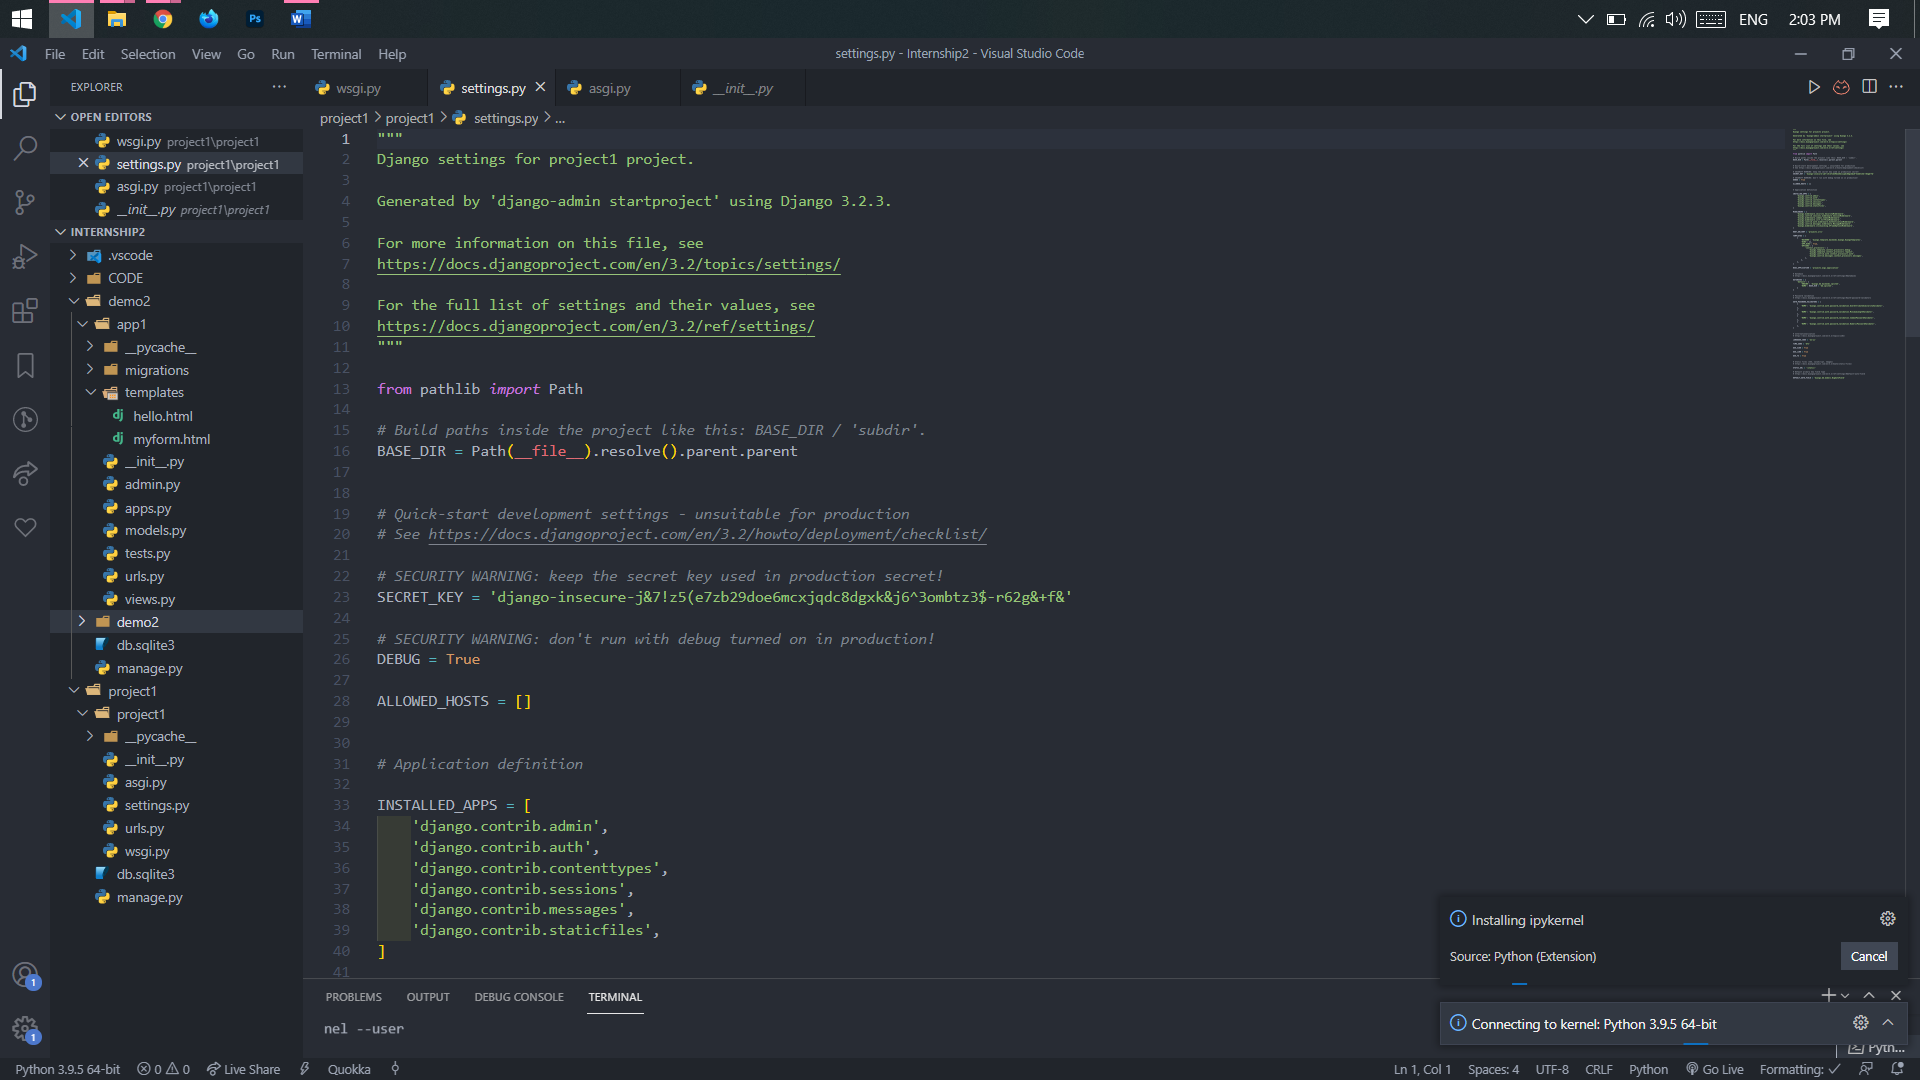 ENG
2:03 PM
File Edit Selection View Go Run Terminal Help
settings.py - Internship2 - Visual Studio Code
EXPLORER
OPEN EDITORS
wsgi.py project1\project1
settings.py project1\project1
asgi.py project1\project1
__init__.py project1\project1
INTERNSHIP2
.vscode
CODE
demo2
app1
__pycache__
migrations
templates
hello.html
myform.html
__init__.py
admin.py
apps.py
models.py
tests.py
urls.py
views.py
demo2
db.sqlite3
manage.py
project1
project1
__pycache__
__init__.py
asgi.py
settings.py
urls.py
wsgi.py
db.sqlite3
manage.py
1
1
wsgi.py
settings.py
asgi.py
__init__.py
project1 > project1 > settings.py > ...
1 """
2 Django settings for project1 project.
3
4 Generated by 'django-admin startproject' using Django 3.2.3.
5
6 For more information on this file, see
7 https://docs.djangoproject.com/en/3.2/topics/settings/
8
9 For the full list of settings and their values, see
10 https://docs.djangoproject.com/en/3.2/ref/settings/
11 """
12
13 from pathlib import Path
14
15 # Build paths inside the project like this: BASE_DIR / 'subdir'.
16 BASE_DIR = Path(__file__).resolve().parent.parent
17
18
19 # Quick-start development settings - unsuitable for production
20 # See https://docs.djangoproject.com/en/3.2/howto/deployment/checklist/
21
22 # SECURITY WARNING: keep the secret key used in production secret!
23 SECRET_KEY = 'django-insecure-j&7!z5(e7zb29doe6mcxjqdc8dgxk&j6^3ombtz3$-r62g&+f&'
24
25 # SECURITY WARNING: don't run with debug turned on in production!
26 DEBUG = True
27
28 ALLOWED_HOSTS = []
29
30
31 # Application definition
32
33 INSTALLED_APPS = [
34 'django.contrib.admin',
35 'django.contrib.auth',
36 'django.contrib.contenttypes',
37 'django.contrib.sessions',
38 'django.contrib.messages',
39 'django.contrib.staticfiles',
40 ]
41
PROBLEMS OUTPUT DEBUG CONSOLE TERMINAL
nel --user
Installing ipykernel
Source: Python (Extension)
Cancel
Connecting to kernel: Python 3.9.5 64-bit
Pyth...
Python 3.9.5 64-bit 0 0 Live Share Quokka
Ln 1, Col 1 Spaces: 4 UTF-8 CRLF Python Go Live Formatting: ✓